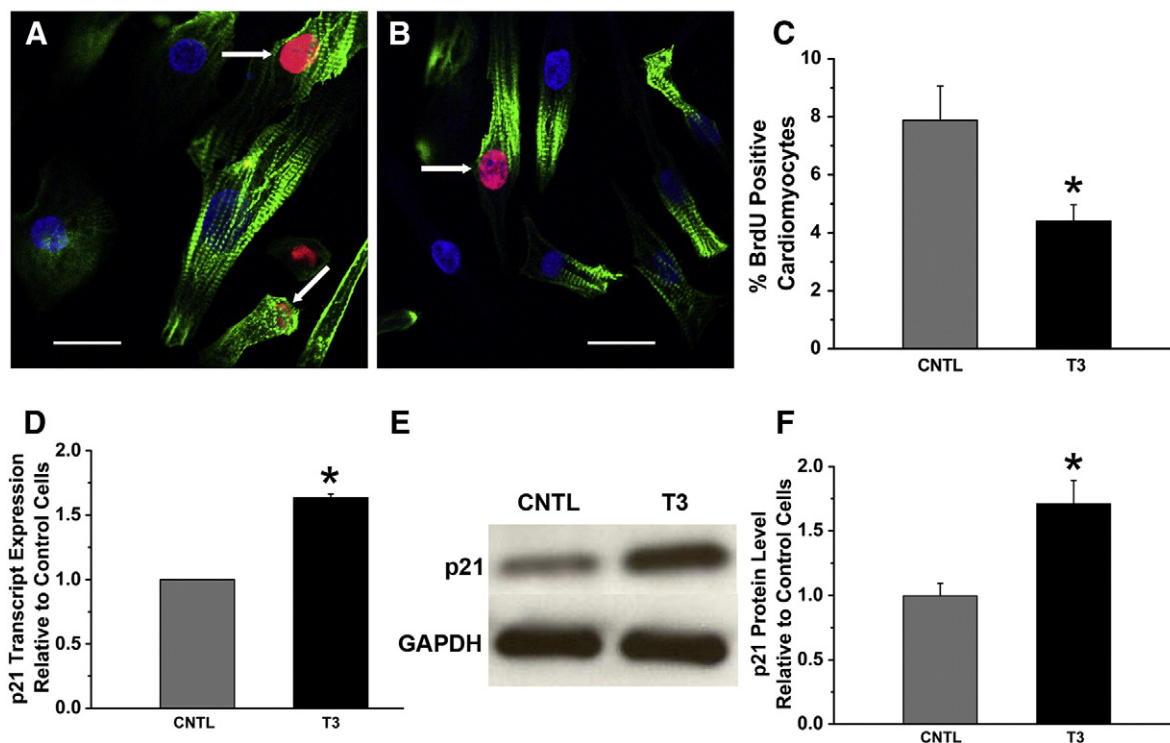 A
B
C
% BrdU Positive
Cardiomyocytes
10
8
6
4
2
0
*
CNTL
T3
D
p21 Transcript Expression
Relative to Control Cells
2.0
1.5
1.0
0.5
0.0
*
CNTL
T3
E
CNTL
T3
p21
GAPDH
F
p21 Protein Level
Relative to Control Cells
2.0
1.5
1.0
0.5
0.0
*
CNTL
T3